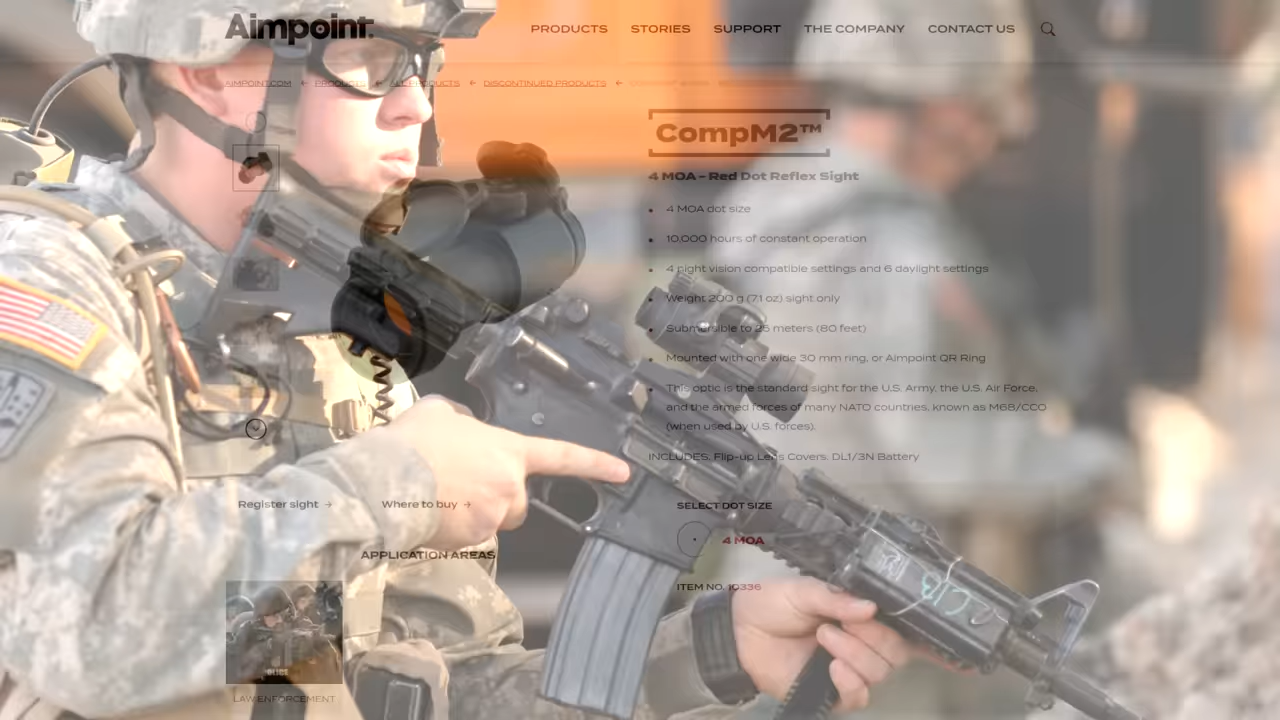 Aimpoint.
PRODUCTS STORIES SUPPORT THE COMPANY CONTACT US
AIMPOINT.COM ← PRODUCTS ← ALL PRODUCTS ← DISCONTINUED PRODUCTS ←
CompM2™
4 MOA – Red Dot Reflex Sight
• 4 MOA dot size
• 10.000 hours of constant operation
• 4 night vision compatible settings and 6 daylight settings
• Weight 200 g (7.1 oz) sight only
• Submersible to 25 meters (80 feet)
• Mounted with one wide 30 mm ring, or Aimpoint QR Ring
• This optic is the standard sight for the U.S. Army, the U.S. Air Force,
and the armed forces of many NATO countries, known as M68/CCO
(when used by U.S. forces).
INCLUDES: Flip-up Lens Covers. DL1/3N Battery
Register sight → Where to buy →
SELECT DOT SIZE
4 MOA
APPLICATION AREAS
ITEM NO. 10336
POLICE
LAW ENFORCEMENT